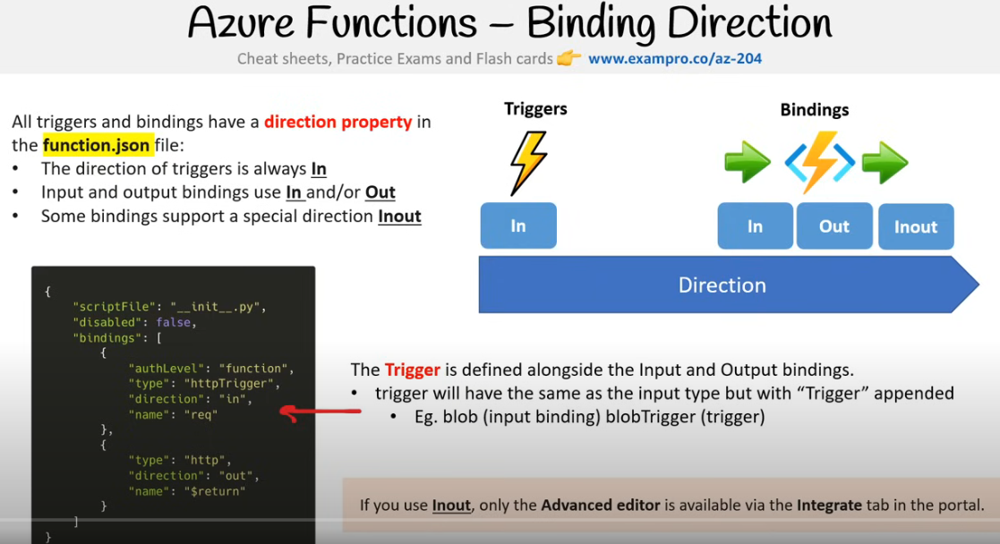 Azure Functions – Binding Direction
Cheat sheets, Practice Exams and Flash cards 👉 www.exampro.co/az-204
All triggers and bindings have a direction property in
the function.json file:
• The direction of triggers is always In
• Input and output bindings use In and/or Out
• Some bindings support a special direction Inout
Triggers
Bindings
In
In
Out
Inout
Direction
{
"scriptFile": "__init__.py",
"disabled": false,
"bindings": [
{
"authLevel": "function",
"type": "httpTrigger",
"direction": "in",
"name": "req"
},
{
"type": "http",
"direction": "out",
"name": "$return"
}
]
}
The Trigger is defined alongside the Input and Output bindings.
• trigger will have the same as the input type but with “Trigger” appended
• Eg. blob (input binding) blobTrigger (trigger)
If you use Inout, only the Advanced editor is available via the Integrate tab in the portal.